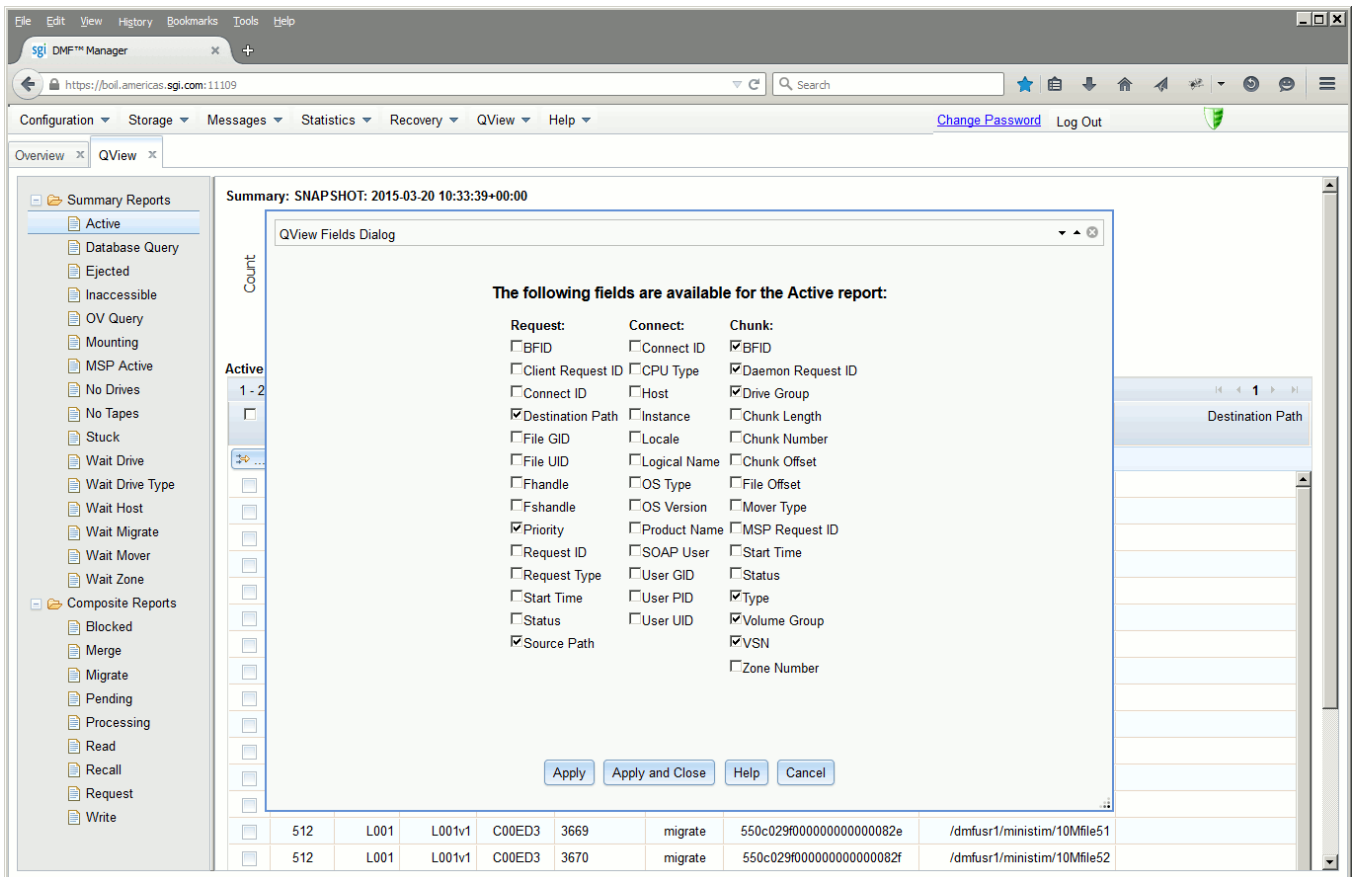 File Edit View History Bookmarks Tools Help
sgi DMF™ Manager
https://boil.americas.sgi.com:11109
Search
Configuration Storage Messages Statistics Recovery QView Help Change Password Log Out
Overview x QView x
Summary Reports
Active
Database Query
Ejected
Inaccessible
OV Query
Mounting
MSP Active
No Drives
No Tapes
Stuck
Wait Drive
Wait Drive Type
Wait Host
Wait Migrate
Wait Mover
Wait Zone
Composite Reports
Blocked
Merge
Migrate
Pending
Processing
Read
Recall
Request
Write
Summary: SNAPSHOT: 2015-03-20 10:33:39+00:00
Count
Active
1 - 2
1
Destination Path
...
QView Fields Dialog
The following fields are available for the Active report:
Request: Connect: Chunk:
BFID Connect ID BFID
Client Request ID CPU Type Daemon Request ID
Connect ID Host Drive Group
Destination Path Instance Chunk Length
File GID Locale Chunk Number
File UID Logical Name Chunk Offset
Fhandle OS Type File Offset
Fshandle OS Version Mover Type
Priority Product Name MSP Request ID
Request ID SOAP User Start Time
Request Type User GID Status
Start Time User PID Type
Status User UID Volume Group
Source Path VSN
Zone Number
Apply Apply and Close Help Cancel
512 L001 L001v1 C00ED3 3669 migrate 550c029f000000000000082e /dmfusr1/ministim/10Mfile51
512 L001 L001v1 C00ED3 3670 migrate 550c029f000000000000082f /dmfusr1/ministim/10Mfile52